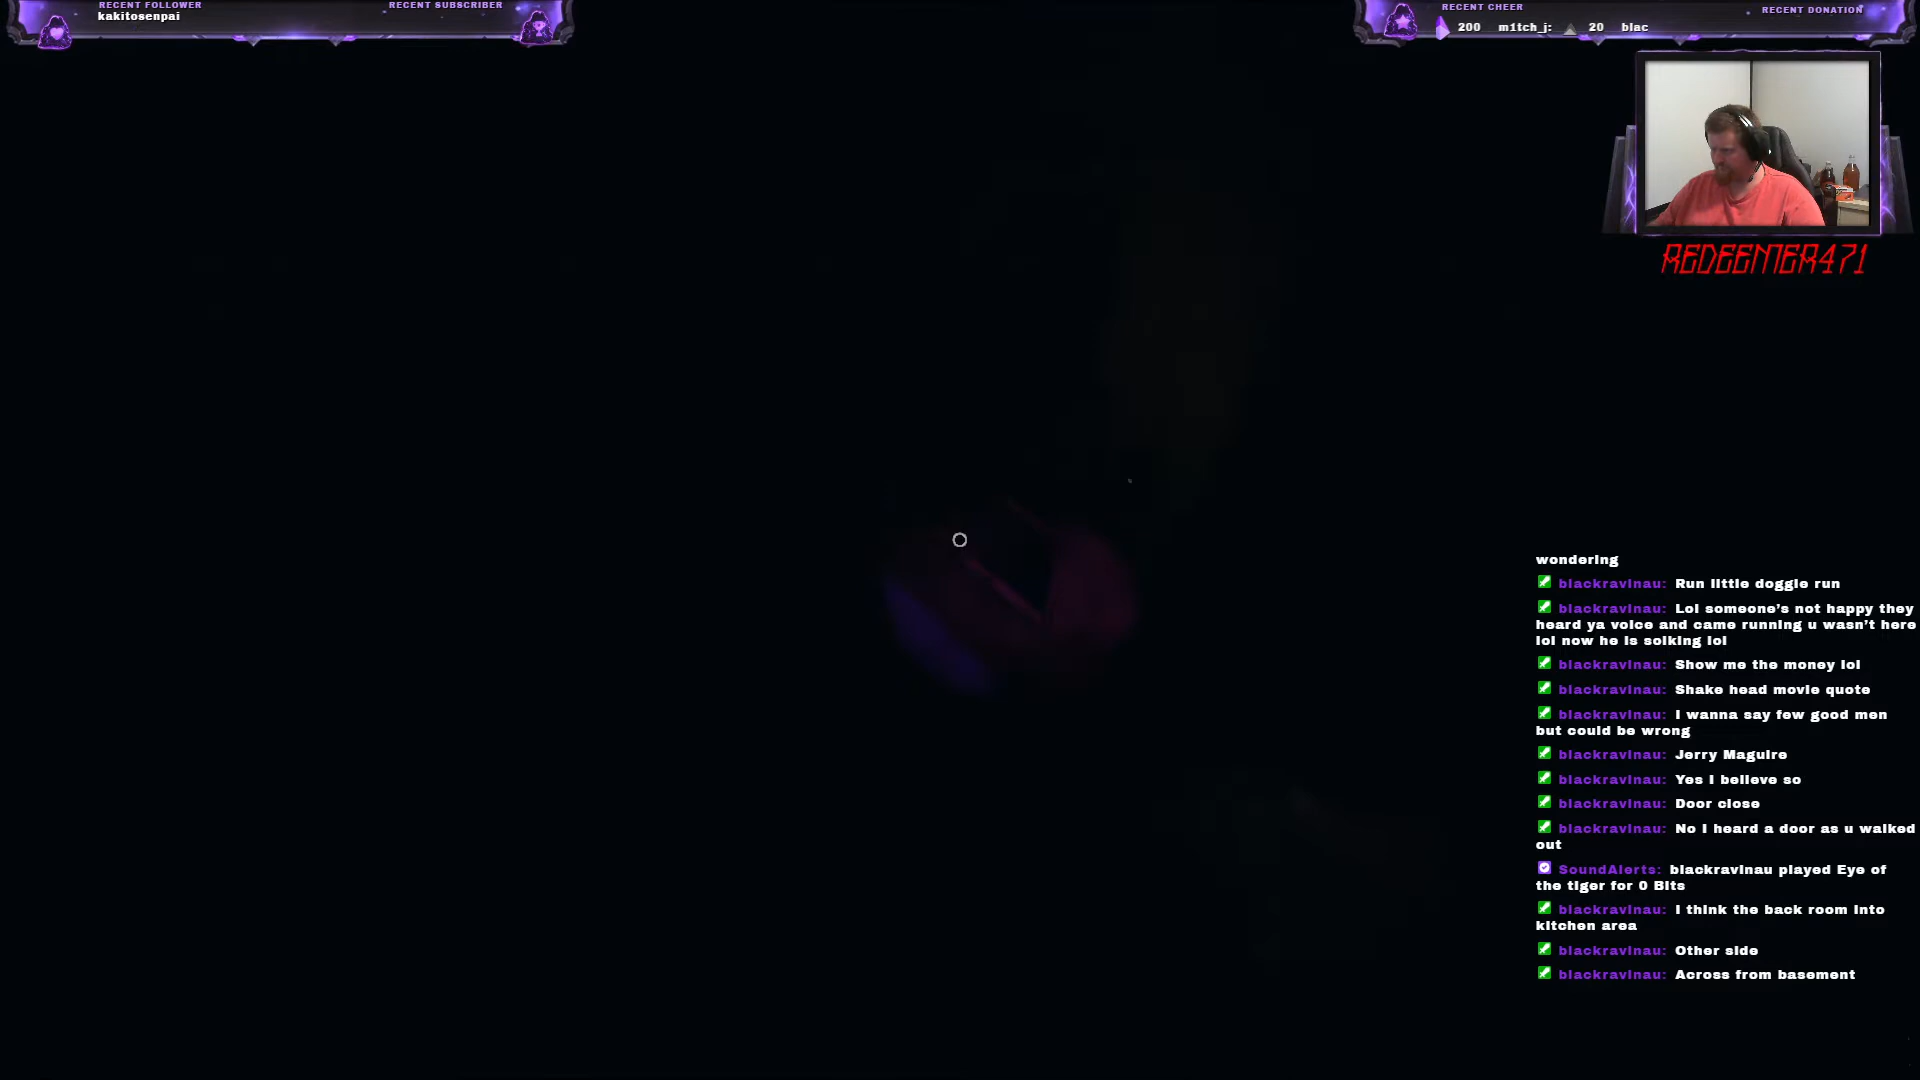 RECENT FOLLOWER
kakitosenpai
RECENT SUBSCRIBER
RECENT CHEER
200 m1tch_j: 20 blac
RECENT DONATION
REDEEMER471
wondering
blackravinau: Run little doggie run
blackravinau: Lol someone's not happy they
heard ya voice and came running u wasn't here
lol now he is solking lol
blackravinau: Show me the money lol
blackravinau: Shake head movie quote
blackravinau: I wanna say few good men
but could be wrong
blackravinau: Jerry Maguire
blackravinau: Yes I believe so
blackravinau: Door close
blackravinau: No I heard a door as u walked
out
SoundAlerts: blackravinau played Eye of
the tiger for 0 Bits
blackravinau: I think the back room into
kitchen area
blackravinau: Other side
blackravinau: Across from basement